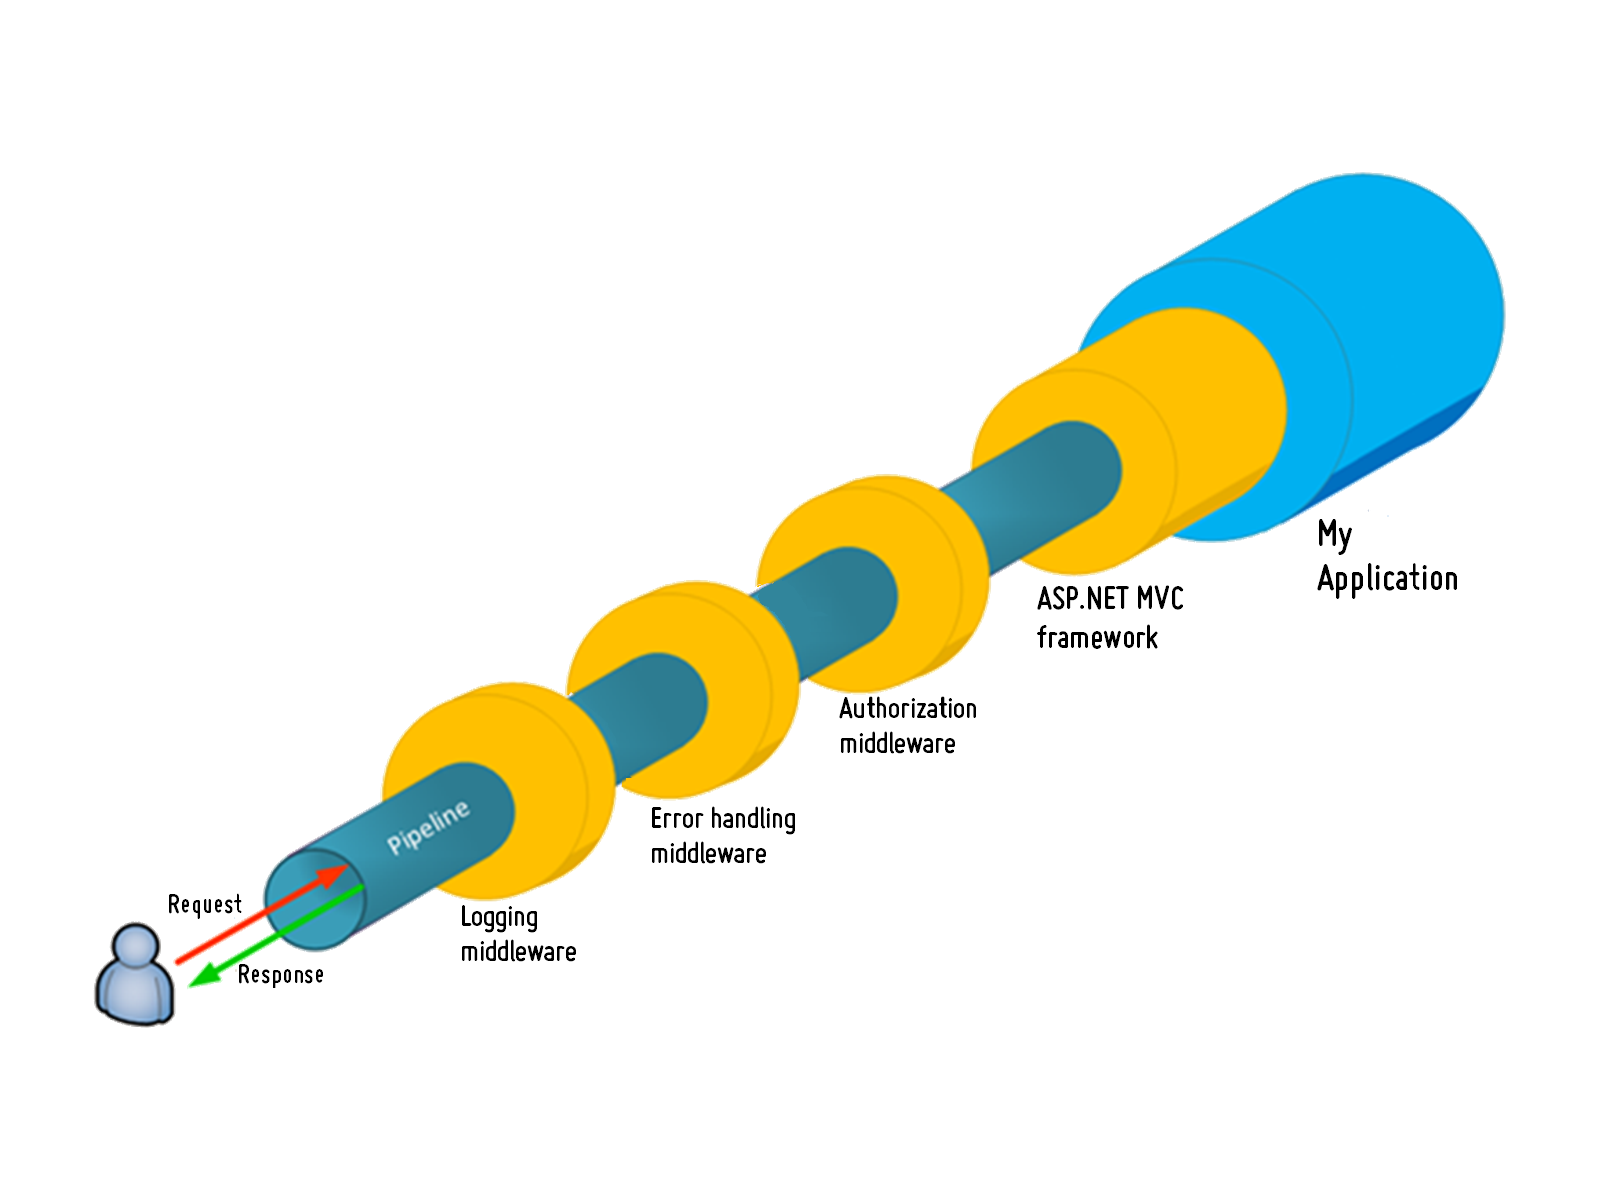 My
Application
ASP.NET MVC
framework
Authorization
middleware
Error handling
middleware
Pipeline
Logging
middleware
Request
Response